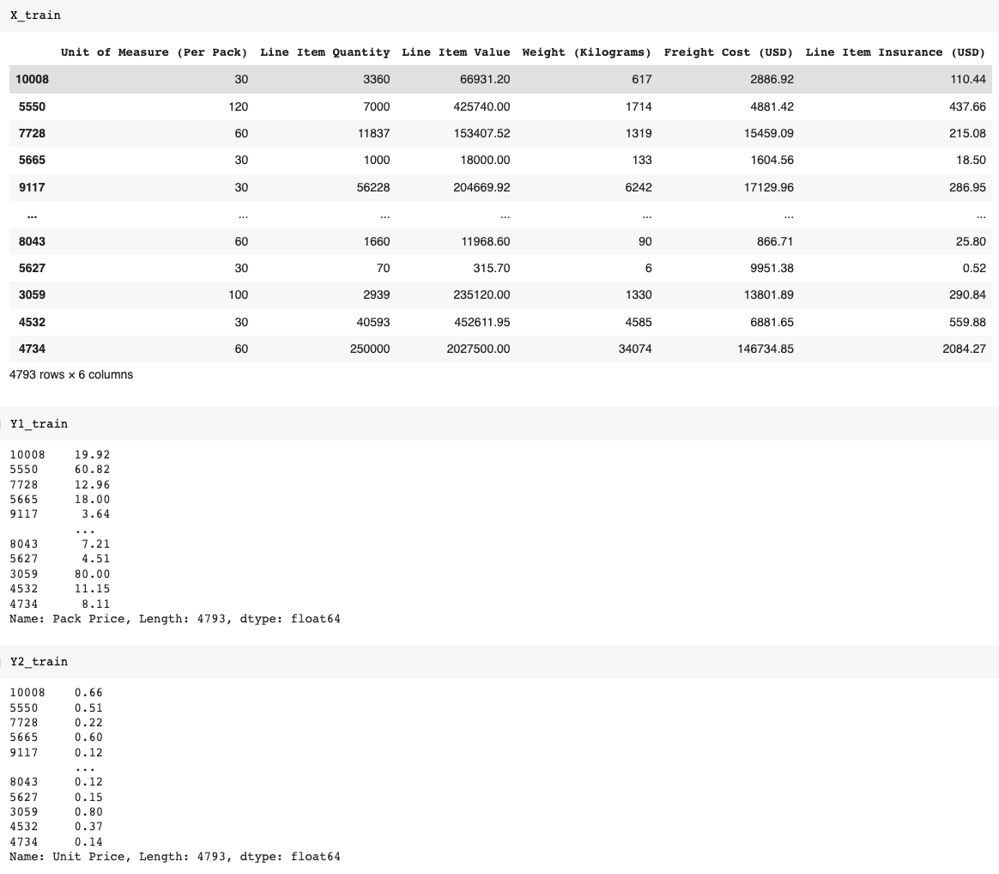 X_train
Unit of Measure (Per Pack) Line Item Quantity Line Item Value Weight (Kilograms) Freight Cost (USD) Line Item Insurance (USD)
10008 30 3360 66931.20 617 2886.92 110.44
5550 120 7000 425740.00 1714 4881.42 437.66
7728 60 11837 153407.52 1319 15459.09 215.08
5665 30 1000 18000.00 133 1604.56 18.50
9117 30 56228 204669.92 6242 17129.96 286.95
... ... ... ... ... ... ...
8043 60 1660 11968.60 90 866.71 25.80
5627 30 70 315.70 6 9951.38 0.52
3059 100 2939 235120.00 1330 13801.89 290.84
4532 30 40593 452611.95 4585 6881.65 559.88
4734 60 250000 2027500.00 34074 146734.85 2084.27
4793 rows × 6 columns
Y1_train
10008 19.92
5550 60.82
7728 12.96
5665 18.00
9117 3.64
...
8043 7.21
5627 4.51
3059 80.00
4532 11.15
4734 8.11
Name: Pack Price, Length: 4793, dtype: float64
Y2_train
10008 0.66
5550 0.51
7728 0.22
5665 0.60
9117 0.12
...
8043 0.12
5627 0.15
3059 0.80
4532 0.37
4734 0.14
Name: Unit Price, Length: 4793, dtype: float64